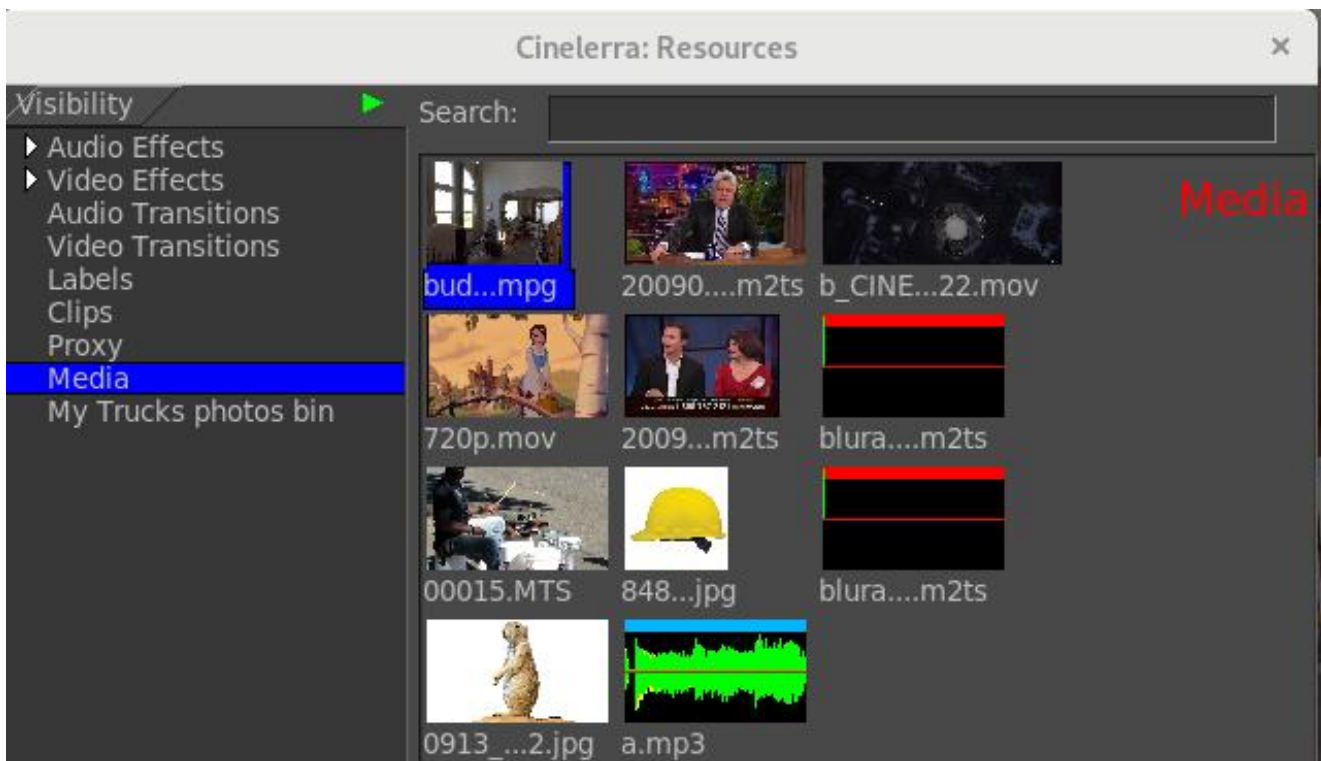 Cinelerra: Resources
×
Visibility
Search:
Audio Effects
Video Effects
Audio Transitions
Video Transitions
Labels
Clips
Proxy
Media
My Trucks photos bin
Media
bud...mpg 20090....m2ts b_CINE...22.mov
720p.mov 2009...m2ts blura....m2ts
00015.MTS 848...jpg blura....m2ts
0913_...2.jpg a.mp3